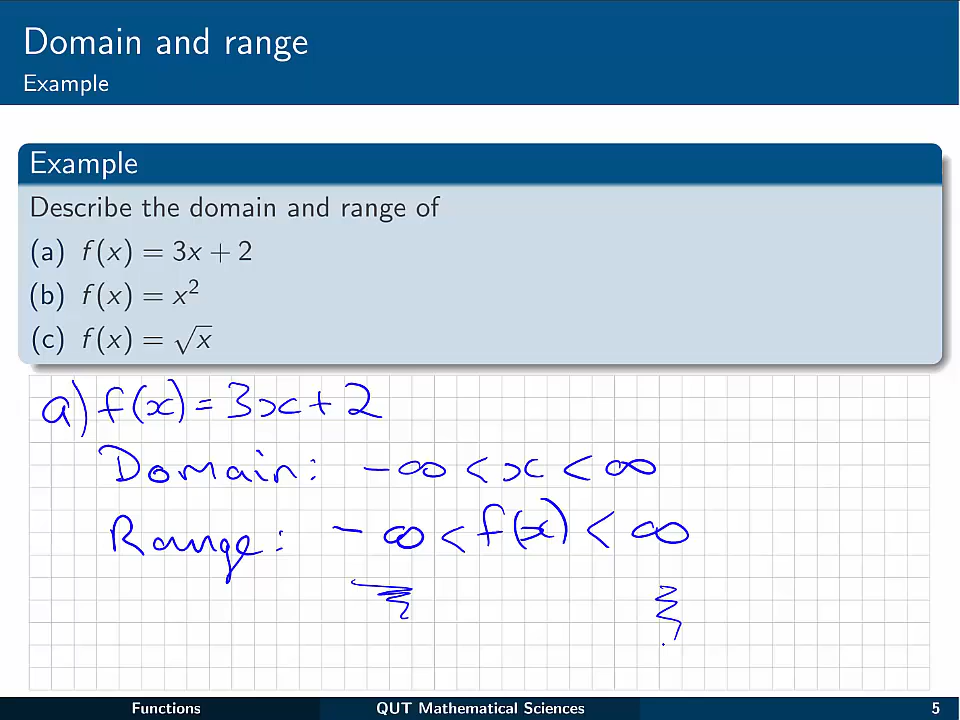 Domain and range
Example
Example
Describe the domain and range of
(a) f(x) = 3x + 2
(b) f(x) = x²
(c) f(x) = √x
a) f(x) = 3x + 2
Domain: -∞ < x < ∞
Range: -∞ < f(x) < ∞
Functions QUT Mathematical Sciences 5